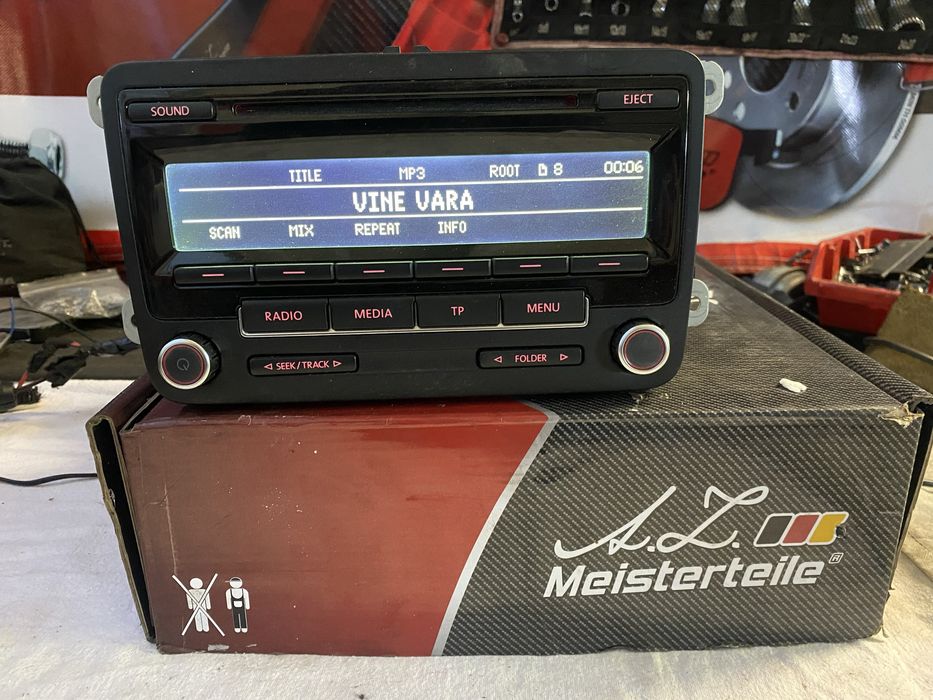 SOUND
EJECT
TITLE MP3 ROOT 8 00:06
VINE VARA
SCAN MIX REPEAT INFO
RADIO MEDIA TP MENU
SEEK/TRACK
FOLDER
A.Z.
Meisterteile®